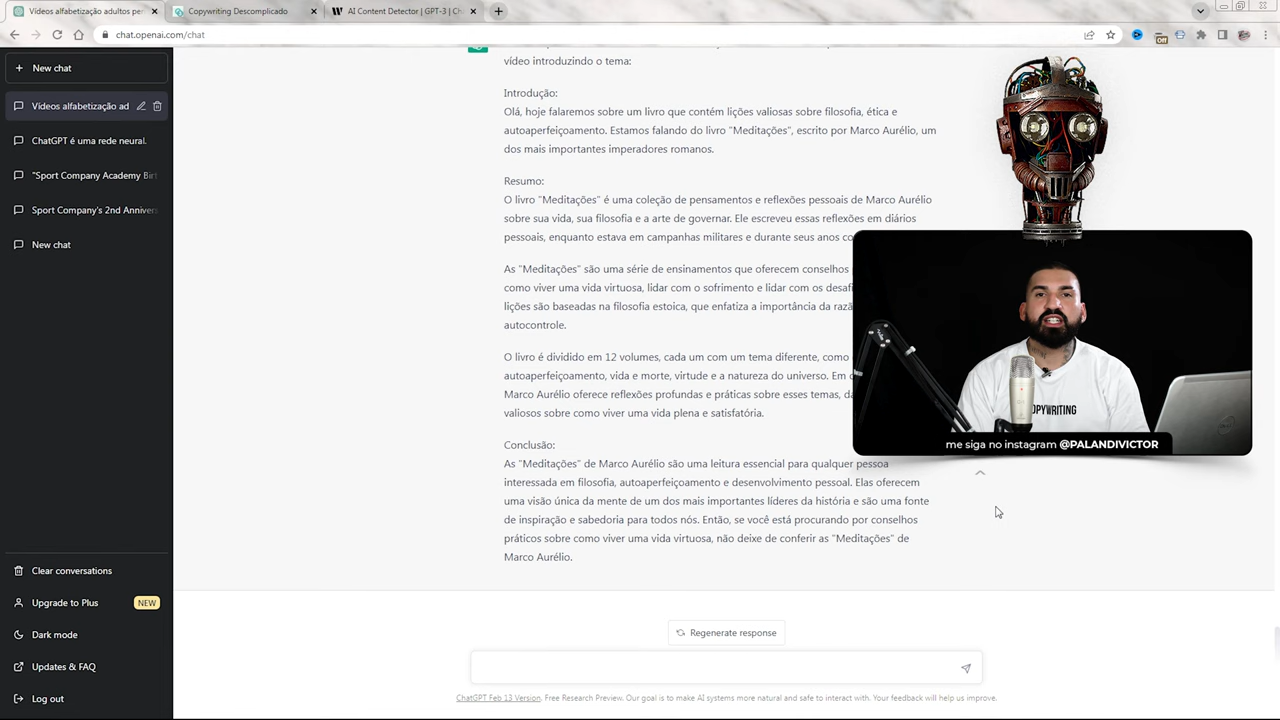 Vídeos alfabetização adultos pe
Copywriting Descomplicado
AI Content Detector | GPT-3 | Ch
chat.openai.com/chat
Off
New chat
Vídeos alfabetização ad
ChatGPT é uma rede neural.
"Sport Company Academy Birt
Sport Company's 2nd Annivers
New chat
Clear conversations
Upgrade to Plus NEW
Dark mode
Updates & FAQ
Log out
vídeo introduzindo o tema:
Introdução:
Olá, hoje falaremos sobre um livro que contém lições valiosas sobre filosofia, ética e
autoaperfeiçoamento. Estamos falando do livro "Meditações", escrito por Marco Aurélio, um
dos mais importantes imperadores romanos.
Resumo:
O livro "Meditações" é uma coleção de pensamentos e reflexões pessoais de Marco Aurélio
sobre sua vida, sua filosofia e a arte de governar. Ele escreveu essas reflexões em diários
pessoais, enquanto estava em campanhas militares e durante seus anos co
As "Meditações" são uma série de ensinamentos que oferecem conselhos
como viver uma vida virtuosa, lidar com o sofrimento e lidar com os desafi
lições são baseadas na filosofia estoica, que enfatiza a importância da razã
autocontrole.
O livro é dividido em 12 volumes, cada um com um tema diferente, como
autoaperfeiçoamento, vida e morte, virtude e a natureza do universo. Em
Marco Aurélio oferece reflexões profundas e práticas sobre esses temas, da
valiosos sobre como viver uma vida plena e satisfatória.
Conclusão:
As "Meditações" de Marco Aurélio são uma leitura essencial para qualquer pessoa
interessada em filosofia, autoaperfeiçoamento e desenvolvimento pessoal. Elas oferecem
uma visão única da mente de um dos mais importantes líderes da história e são uma fonte
de inspiração e sabedoria para todos nós. Então, se você está procurando por conselhos
práticos sobre como viver uma vida virtuosa, não deixe de conferir as "Meditações" de
Marco Aurélio.
OPYWRITING
me siga no instagram @PALANDIVICTOR
Regenerate response
ChatGPT Feb 13 Version. Free Research Preview. Our goal is to make AI systems more natural and safe to interact with. Your feedback will help us improve.